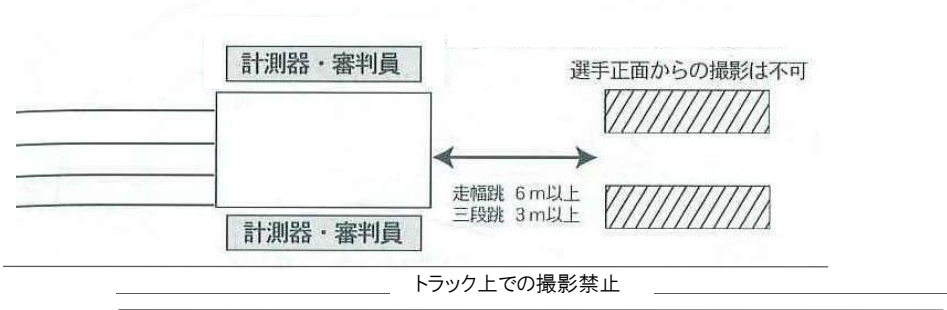 計測器・審判員
選手正面からの撮影は不可
走幅跳 6m以上
三段跳 3m以上
計測器・審判員
トラック上での撮影禁止